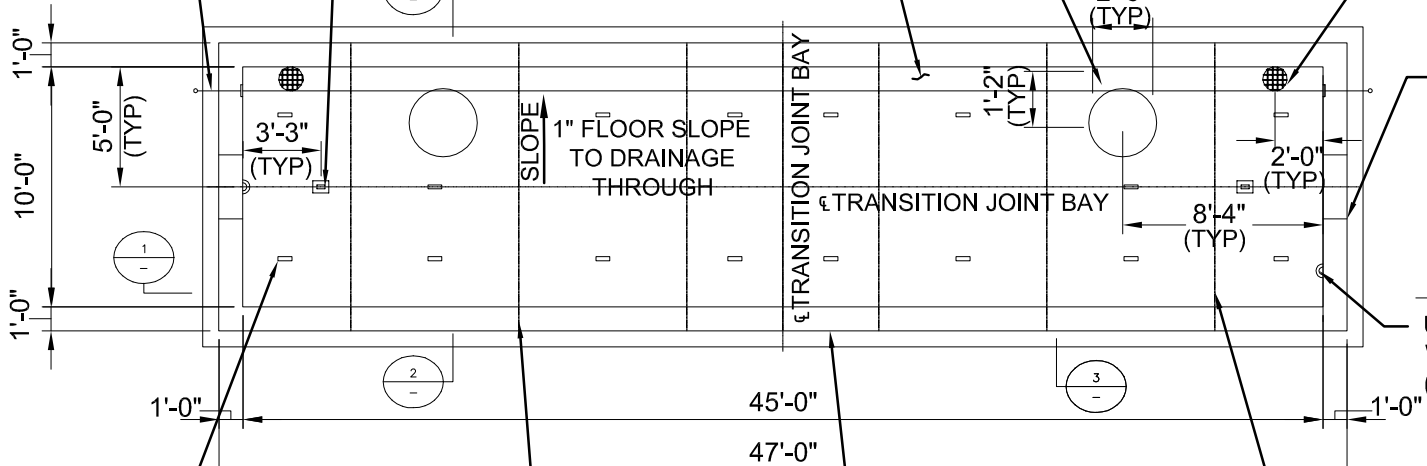 (TYP)
1'-0"
5'-0"
(TYP)
10'-0"
1'-0"
3'-3"
(TYP)
SLOPE
1" FLOOR SLOPE
TO DRAINAGE
THROUGH
℄ TRANSITION JOINT BAY
℄ TRANSITION JOINT BAY
1'-2"
(TYP)
2'-0"
(TYP)
8'-4"
(TYP)
1
-
2
-
3
-
1'-0"
45'-0"
1'-0"
47'-0"